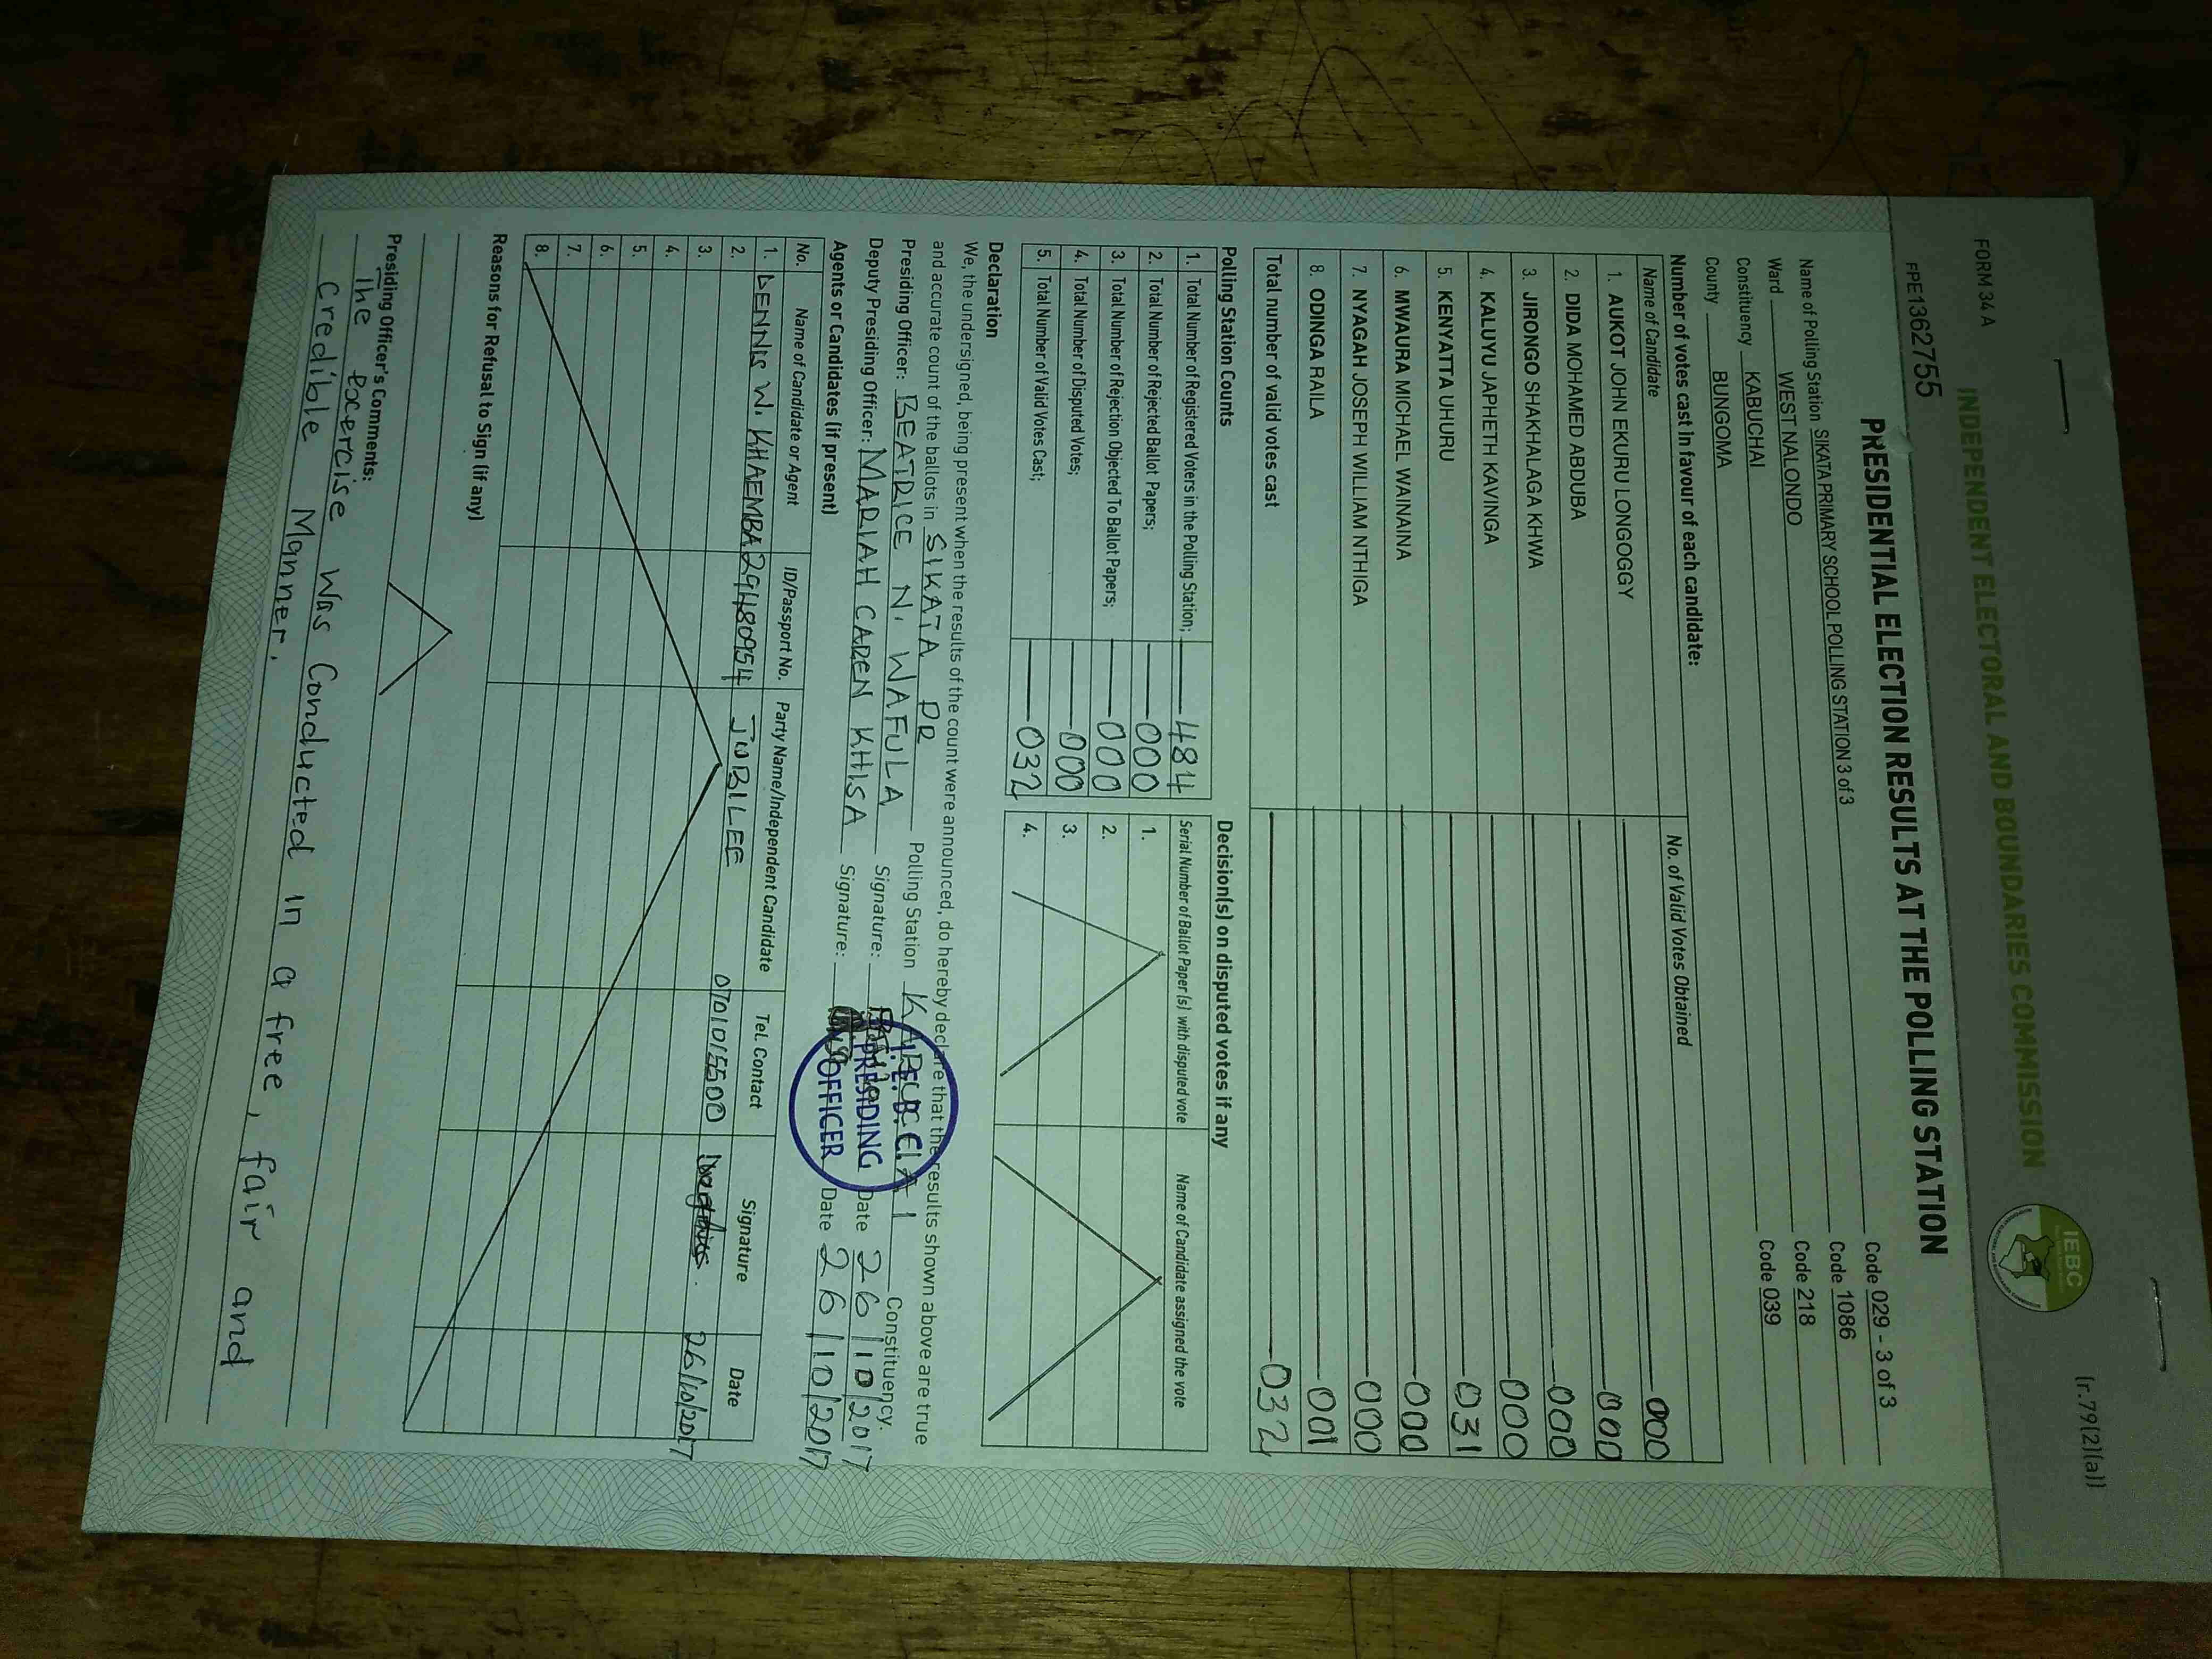 FORM 34 A
(r.79(2)(a))
INDEPENDENT ELECTORAL AND BOUNDARIES COMMISSION
IEBC
FPE1362755
PRESIDENTIAL ELECTION RESULTS AT THE POLLING STATION
Name of Polling Station SIKATA PRIMARY SCHOOL POLLING STATION 3 of 3 Code 029 - 3 of 3
Ward WEST NALONDO Code 1086
Constituency KABUCHAI Code 218
County BUNGOMA Code 039
Number of votes cast in favour of each candidate:
Name of Candidate No. of Valid Votes Obtained
1. AUKOT JOHN EKURU LONGOGGY 000
2. DIDA MOHAMED ABDUBA 000
3. JIRONGO SHAKHALAGA KHWA 000
4. KALUYU JAPHETH KAVINGA 000
5. KENYATTA UHURU 031
6. MWAURA MICHAEL WAINAINA 000
7. NYAGAH JOSEPH WILLIAM NTHIGA 000
8. ODINGA RAILA 001
Total number of valid votes cast 032
Polling Station Counts
1. Total Number of Registered Voters in the Polling Station; 484
2. Total Number of Rejected Ballot Papers; 000
3. Total Number of Rejection Objected To Ballot Papers; 000
4. Total Number of Disputed Votes; 000
5. Total Number of Valid Votes Cast; 032
Decision(s) on disputed votes if any
Serial Number of Ballot Paper (s) with disputed vote Name of Candidate assigned the vote
1.
2.
3.
4.
Declaration
We, the undersigned, being present when the results of the count were announced, do hereby declare that the results shown above are true
and accurate count of the ballots in SIKATA PR Polling Station KABUCHAI Constituency.
Presiding Officer: BEATRICE N. WAFULA Signature: Date 26/10/2017
Deputy Presiding Officer: MARIAH CAREN KHISA Signature: Date 26/10/2017
I.E.B.C.
PRESIDING
OFFICER
Agents or Candidates (if present)
No. Name of Candidate or Agent ID/Passport No. Party Name/Independent Candidate Tel. Contact Signature Date
1. DENNIS W. KHAEMBA 29480954 JUBILEE 0701015500 26/10/2017
2.
3.
4.
5.
6.
7.
8.
Reasons for Refusal to Sign (if any)
Presiding Officer's Comments:
The excercise was Conducted in a free, fair and
credible Manner.